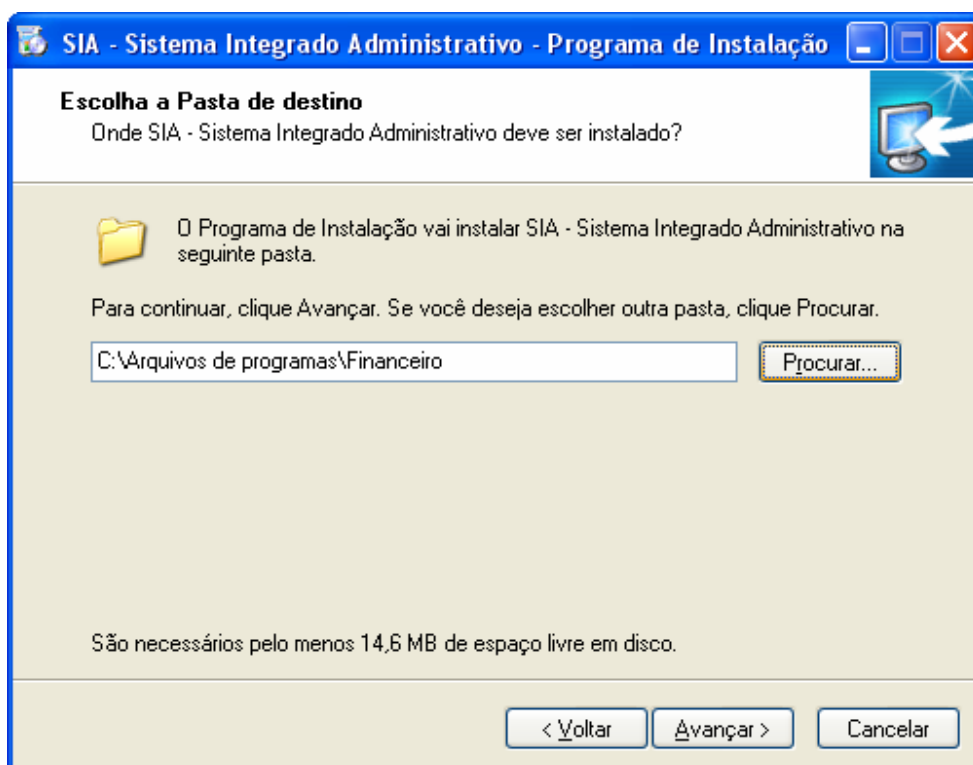 SIA - Sistema Integrado Administrativo - Programa de Instalação
Escolha a Pasta de destino
Onde SIA - Sistema Integrado Administrativo deve ser instalado?
O Programa de Instalação vai instalar SIA - Sistema Integrado Administrativo na
seguinte pasta.
Para continuar, clique Avançar. Se você deseja escolher outra pasta, clique Procurar.
C:\Arquivos de programas\Financeiro
Procurar...
São necessários pelo menos 14,6 MB de espaço livre em disco.
< Voltar
Avançar >
Cancelar